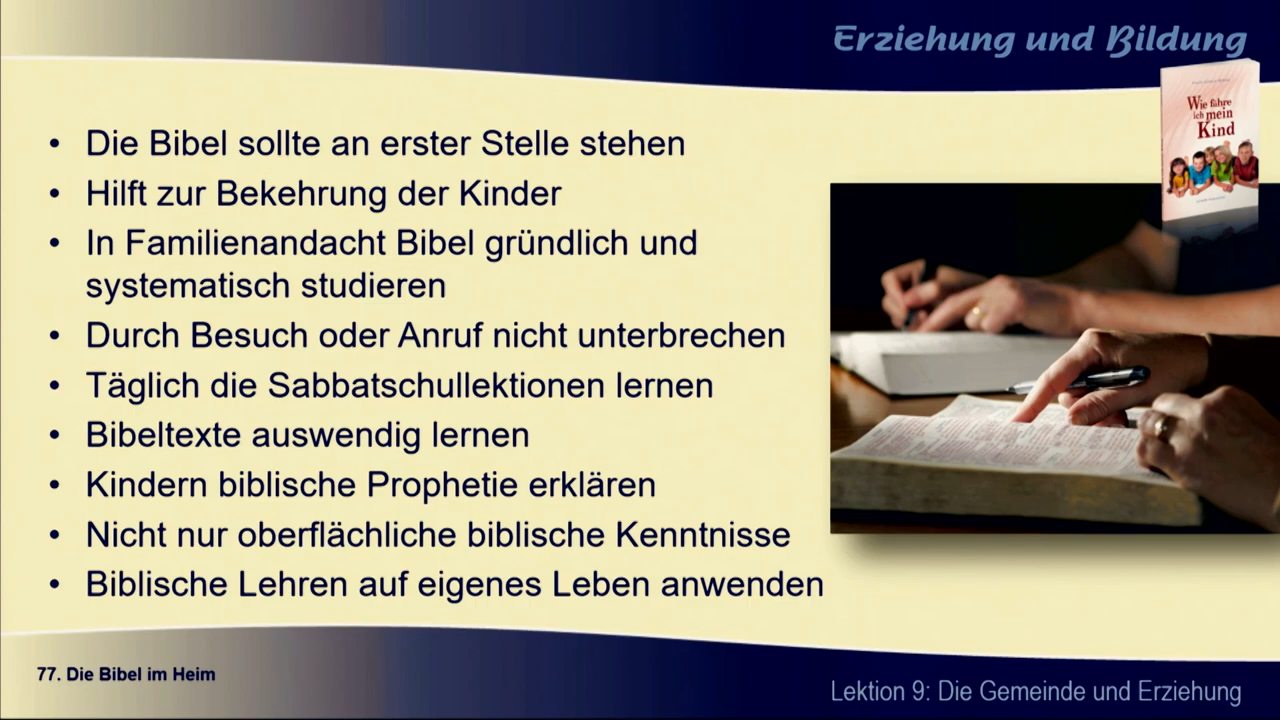 Erziehung und Bildung
Wie führe
ich mein
Kind
• Die Bibel sollte an erster Stelle stehen
• Hilft zur Bekehrung der Kinder
• In Familienandacht Bibel gründlich und
systematisch studieren
• Durch Besuch oder Anruf nicht unterbrechen
• Täglich die Sabbatschullektionen lernen
• Bibeltexte auswendig lernen
• Kindern biblische Prophetie erklären
• Nicht nur oberflächliche biblische Kenntnisse
• Biblische Lehren auf eigenes Leben anwenden
77. Die Bibel im Heim
Lektion 9: Die Gemeinde und Erziehung